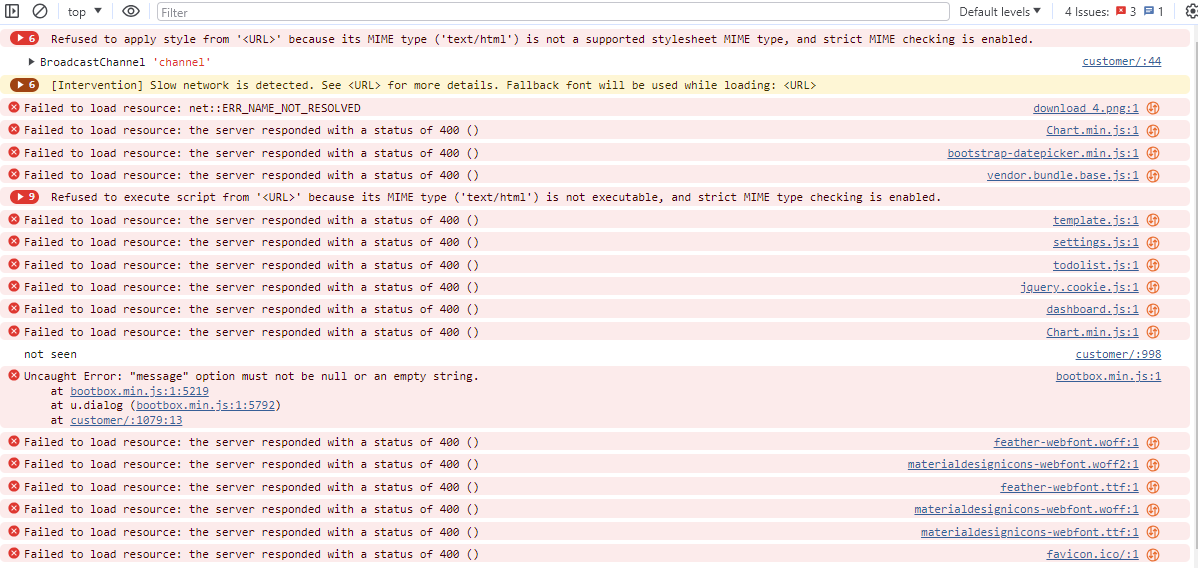 top ▼ Filter Default levels ▼ 4 Issues: 3 1
6 Refused to apply style from '<URL>' because its MIME type ('text/html') is not a supported stylesheet MIME type, and strict MIME checking is enabled.
BroadcastChannel 'channel' customer/:44
6 [Intervention] Slow network is detected. See <URL> for more details. Fallback font will be used while loading: <URL>
Failed to load resource: net::ERR_NAME_NOT_RESOLVED download_4.png:1
Failed to load resource: the server responded with a status of 400 () Chart.min.js:1
Failed to load resource: the server responded with a status of 400 () bootstrap-datepicker.min.js:1
Failed to load resource: the server responded with a status of 400 () vendor.bundle.base.js:1
9 Refused to execute script from '<URL>' because its MIME type ('text/html') is not executable, and strict MIME type checking is enabled.
Failed to load resource: the server responded with a status of 400 () template.js:1
Failed to load resource: the server responded with a status of 400 () settings.js:1
Failed to load resource: the server responded with a status of 400 () todolist.js:1
Failed to load resource: the server responded with a status of 400 () jquery.cookie.js:1
Failed to load resource: the server responded with a status of 400 () dashboard.js:1
Failed to load resource: the server responded with a status of 400 () Chart.min.js:1
not seen customer/:998
Uncaught Error: "message" option must not be null or an empty string. bootbox.min.js:1
at bootbox.min.js:1:5219
at u.dialog (bootbox.min.js:1:5792)
at customer/:1079:13
Failed to load resource: the server responded with a status of 400 () feather-webfont.woff:1
Failed to load resource: the server responded with a status of 400 () materialdesignicons-webfont.woff2:1
Failed to load resource: the server responded with a status of 400 () feather-webfont.ttf:1
Failed to load resource: the server responded with a status of 400 () materialdesignicons-webfont.woff:1
Failed to load resource: the server responded with a status of 400 () materialdesignicons-webfont.ttf:1
Failed to load resource: the server responded with a status of 400 () favicon.ico/:1